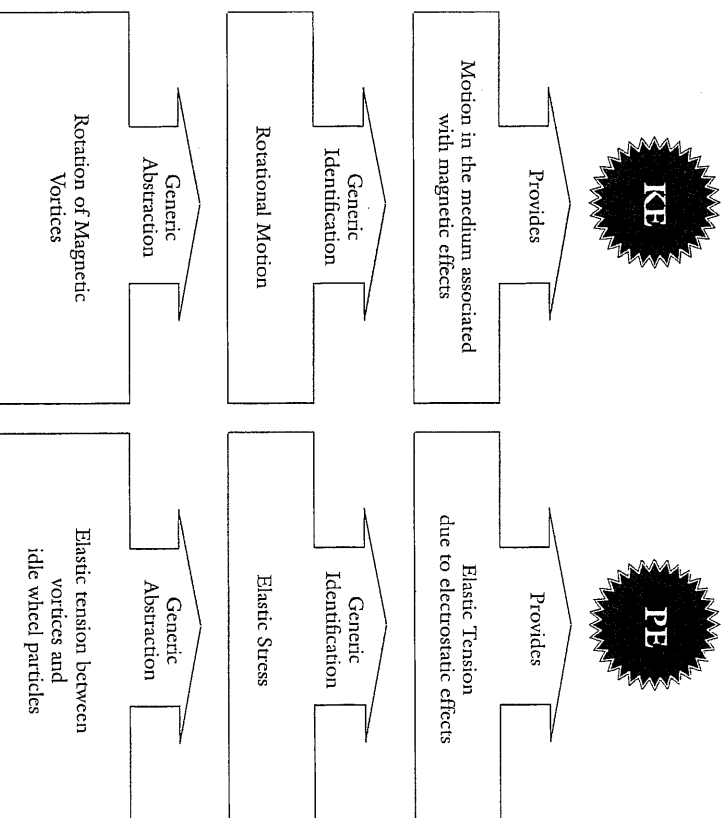 KE
Provides
Motion in the medium associated
with magnetic effects
Generic
Identification
Rotational Motion
Generic
Abstraction
Rotation of Magnetic
Vortices
PE
Provides
Elastic Tension
due to electrostatic effects
Generic
Identification
Elastic Stress
Generic
Abstraction
Elastic tension between
vortices and
idle wheel particles